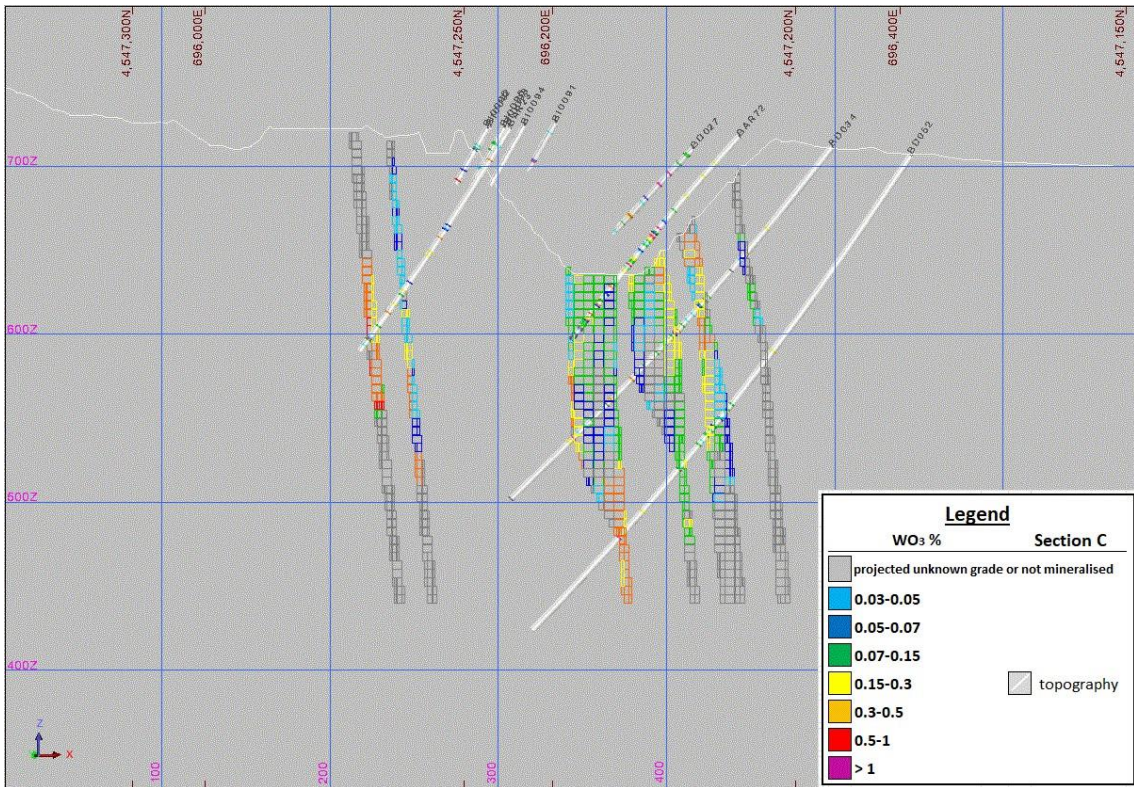 4,547,300N
696,000E
4,547,250N
696,200E
4,547,200N
696,400E
4,547,150N
BI0094
BI0091
BD027
BAR72
BD034
BD052
700Z
600Z
500Z
400Z
100
200
300
400
Z
X
Legend
WO3 % Section C
projected unknown grade or not mineralised
0.03-0.05
0.05-0.07
0.07-0.15
0.15-0.3
topography
0.3-0.5
0.5-1
> 1